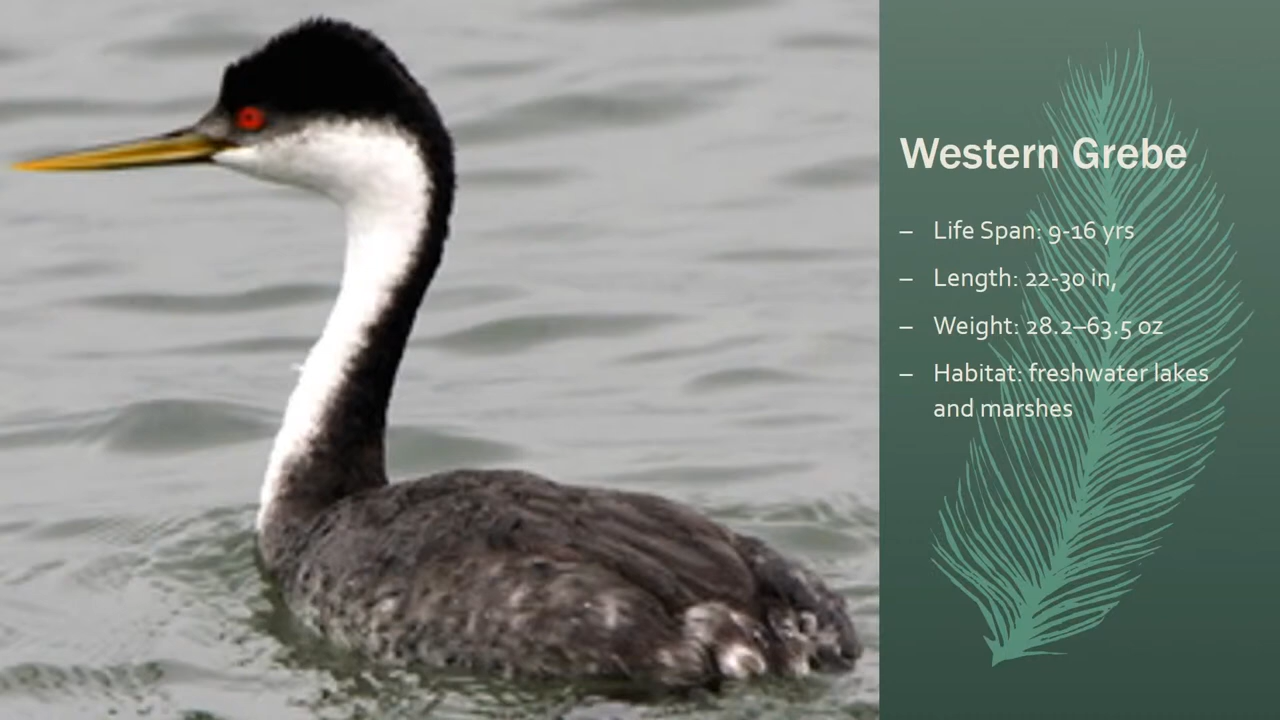 Western Grebe
– Life Span: 9-16 yrs
– Length: 22-30 in,
– Weight: 28.2–63.5 oz
– Habitat: freshwater lakes
and marshes